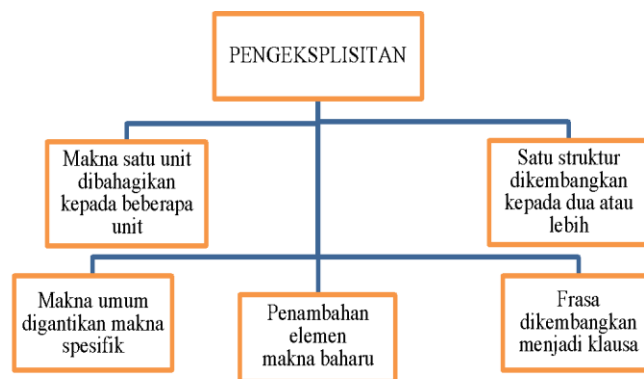 PENGEKSPLISITAN
Makna satu unit
dibahagikan
kepada beberapa
unit
Satu struktur
dikembangkan
kepada dua atau
lebih
Makna umum
digantikan makna
spesifik
Penambahan
elemen
makna baharu
Frasa
dikembangkan
menjadi klausa